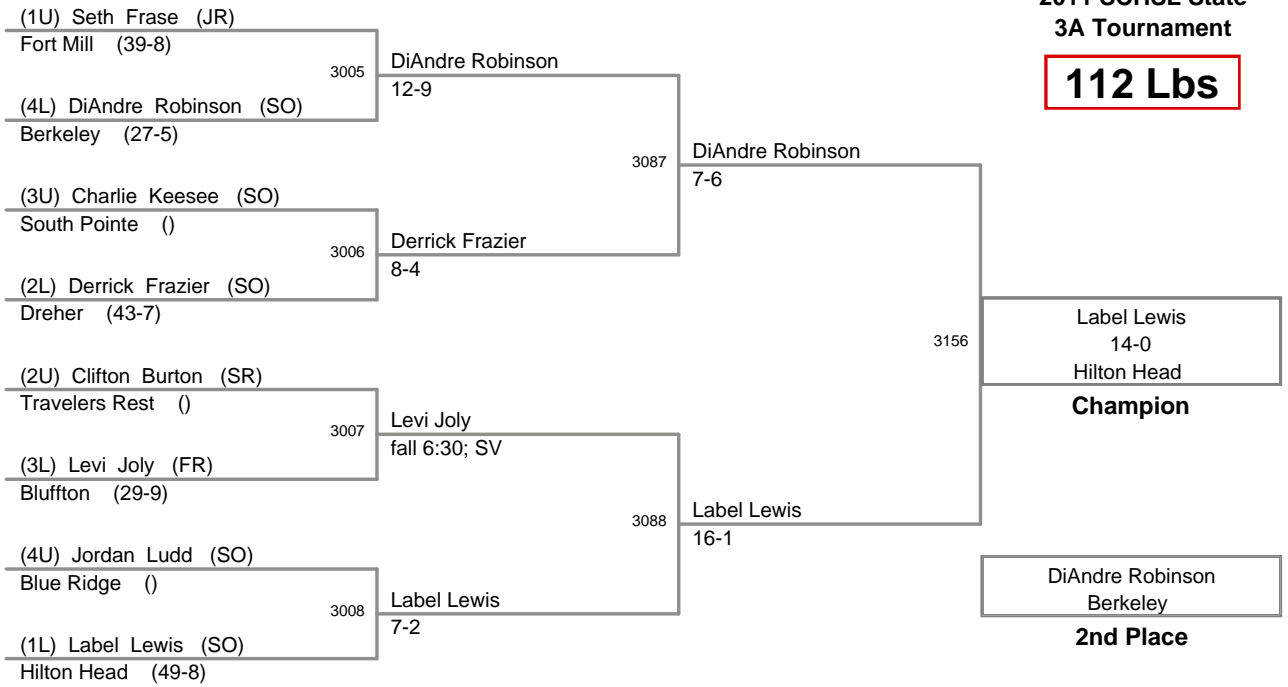 2011 SCHSL State
3A Tournament
112 Lbs
(1U) Seth Frase (JR)
Fort Mill (39-8)
3005
(4L) DiAndre Robinson (SO)
Berkeley (27-5)
(3U) Charlie Keesee (SO)
South Pointe ()
3006
(2L) Derrick Frazier (SO)
Dreher (43-7)
(2U) Clifton Burton (SR)
Travelers Rest ()
3007
(3L) Levi Joly (FR)
Bluffton (29-9)
(4U) Jordan Ludd (SO)
Blue Ridge ()
3008
(1L) Label Lewis (SO)
Hilton Head (49-8)
DiAndre Robinson
12-9
3087
Derrick Frazier
8-4
Levi Joly
fall 6:30; SV
3088
Label Lewis
7-2
DiAndre Robinson
7-6
3156
Label Lewis
16-1
Label Lewis
14-0
Hilton Head
Champion
DiAndre Robinson
Berkeley
2nd Place